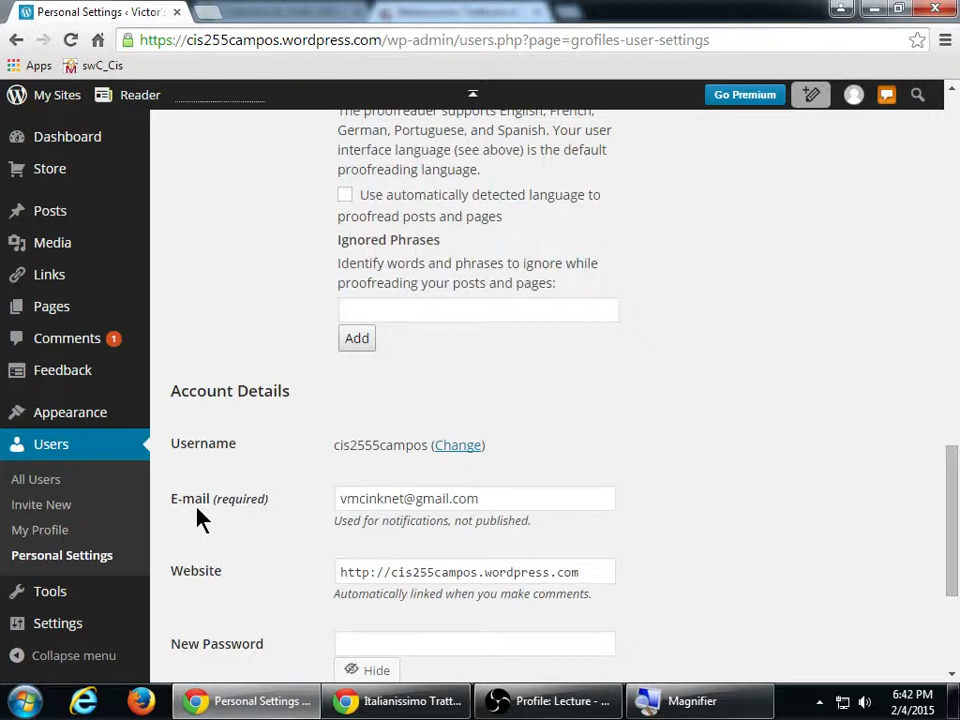 Personal Settings ‹ Victor's
https://cis255campos.wordpress.com/wp-admin/users.php?page=grofiles-user-settings
Apps swC_Cis
My Sites Reader Go Premium
Dashboard
Store
Posts
Media
Links
Pages
Comments 1
Feedback
Appearance
Users
All Users
Invite New
My Profile
Personal Settings
Tools
Settings
Collapse menu
The proofreader supports English, French,
German, Portuguese, and Spanish. Your user
interface language (see above) is the default
proofreading language.
Use automatically detected language to
proofread posts and pages
Ignored Phrases
Identify words and phrases to ignore while
proofreading your posts and pages:
Add
Account Details
Username cis2555campos (Change)
E-mail (required) vmcinknet@gmail.com
Used for notifications, not published.
Website http://cis255campos.wordpress.com
Automatically linked when you make comments.
New Password
Hide
Personal Settings ... Italianissimo Tratt... Profile: Lecture - ... Magnifier
6:42 PM
2/4/2015